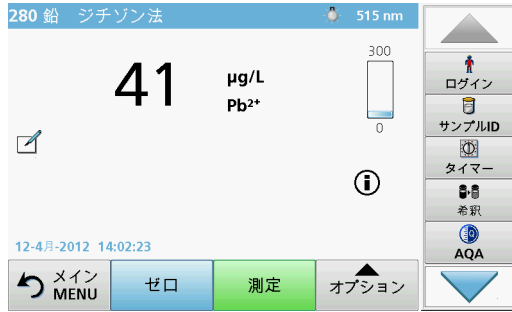 280 鉛 ジチゾン法 515 nm
41
µg/L
Pb²⁺
300
0
12-4月-2012 14:02:23
メイン
MENU
ゼロ
測定
オプション
ログイン
サンプルID
タイマー
希釈
AQA